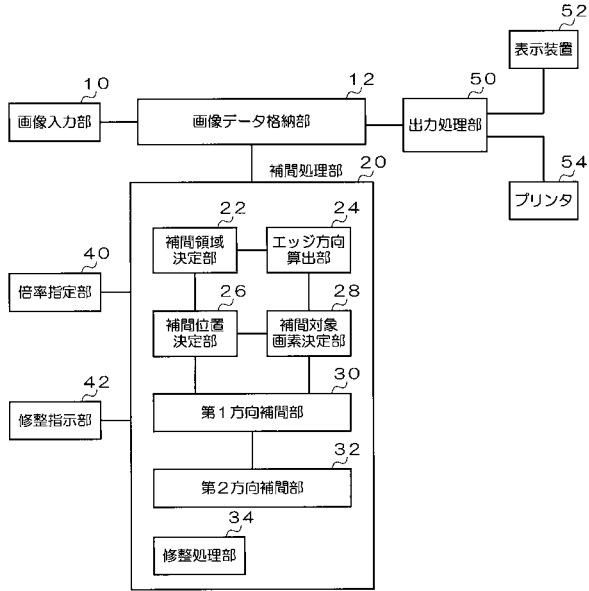 52
表示装置
10
画像入力部
12
画像データ格納部
50
出力処理部
54
プリンタ
補間処理部
20
22
補間領域
決定部
24
エッジ方向
算出部
40
倍率指定部
26
補間位置
決定部
28
補間対象
画素決定部
42
修整指示部
30
第1方向補間部
32
第2方向補間部
34
修整処理部